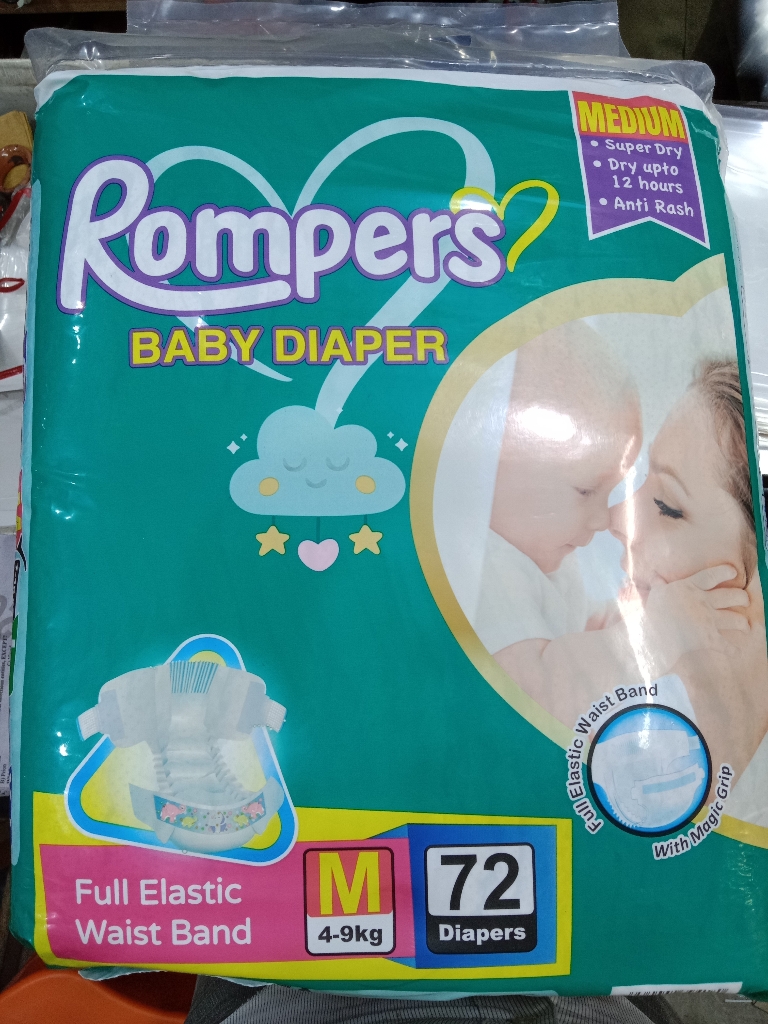 MEDIUM
• Super Dry
• Dry upto
12 hours
• Anti Rash
Rompers
BABY DIAPER
Full Elastic Waist Band
With Magic Grip
Full Elastic
Waist Band
M
4-9kg
72
Diapers